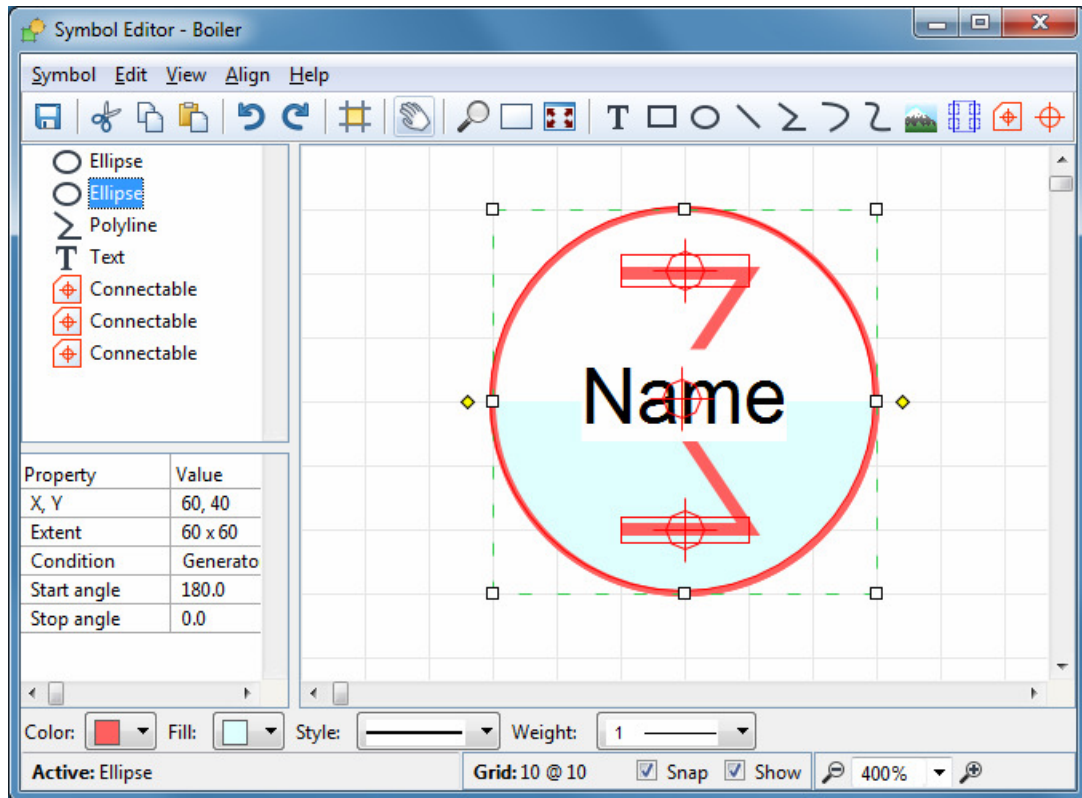 Symbol Editor - Boiler
Symbol Edit View Align Help
T
Ellipse
Ellipse
Polyline
T Text
Connectable
Connectable
Connectable
Name
Property Value
X, Y 60, 40
Extent 60 x 60
Condition Generato
Start angle 180.0
Stop angle 0.0
Color: Fill: Style: Weight: 1
Active: Ellipse Grid: 10 @ 10 Snap Show 400%